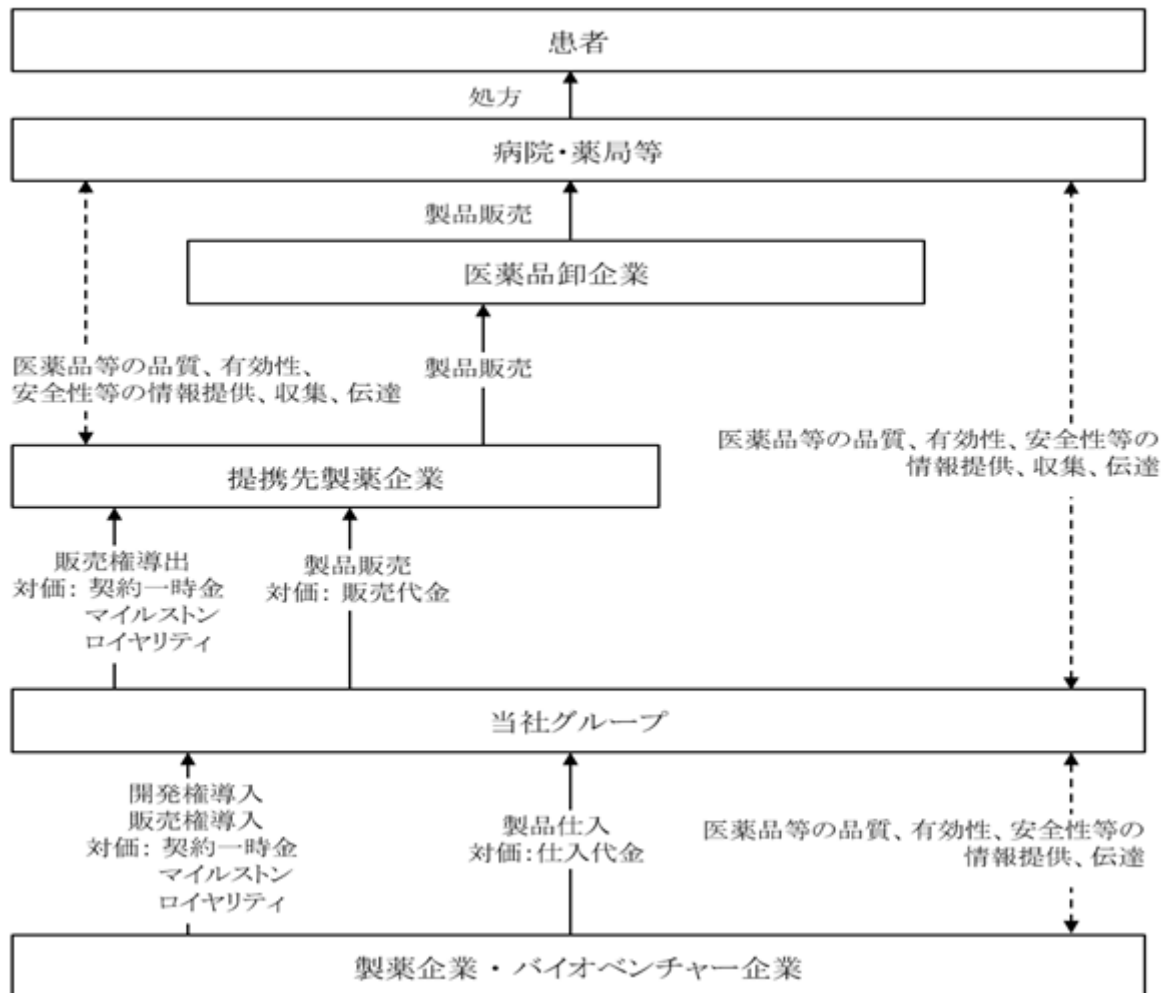 患者
処方
病院・薬局等
製品販売
医薬品卸企業
医薬品等の品質、有効性、
安全性等の情報提供、収集、伝達
製品販売
医薬品等の品質、有効性、安全性等の
情報提供、収集、伝達
提携先製薬企業
販売権導出
対価: 契約一時金
マイルストン
ロイヤリティ
製品販売
対価: 販売代金
当社グループ
開発権導入
販売権導入
対価: 契約一時金
マイルストン
ロイヤリティ
製品仕入
対価:仕入代金
医薬品等の品質、有効性、安全性等の
情報提供、伝達
製薬企業・バイオベンチャー企業